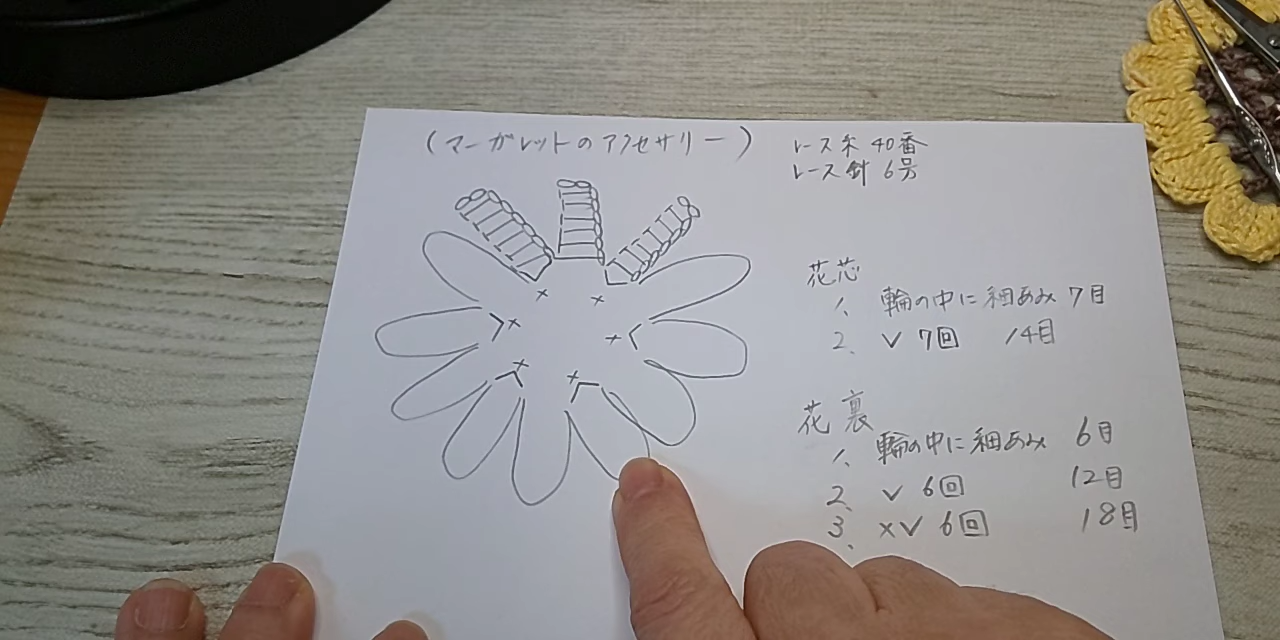 (マーガレットのアクセサリー)
レース糸 40番
レース針 6号
花芯
1、 輪の中に細あみ 7目
2、 V 7回 14目
花裏
1、 輪の中に細あみ 6目
2、 V 6回 12目
3、 ×V 6回 18目